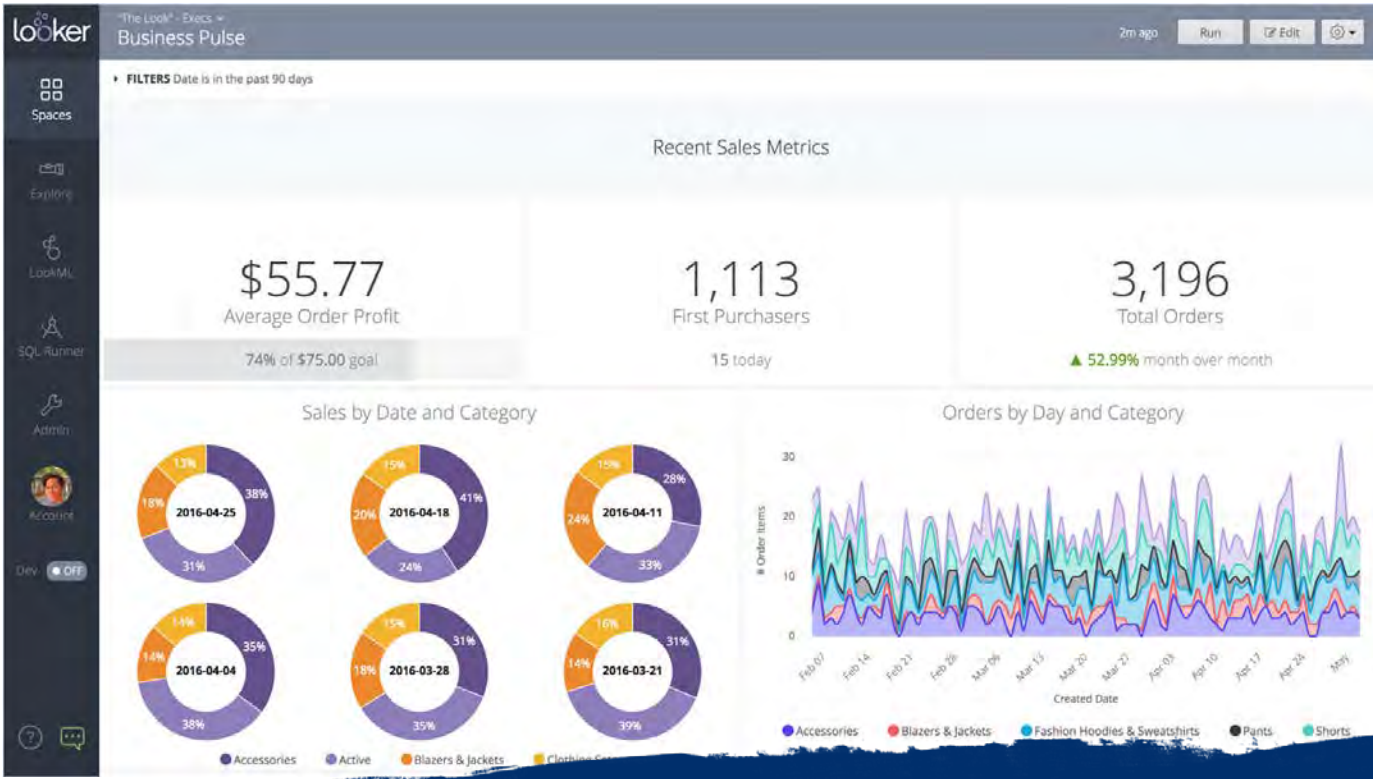 looker
"The Look" - Execs
Business Pulse
2m ago
Run
Edit
Spaces
Explore
LookML
SQL Runner
Admin
Account
Dev
OFF
FILTERS Date is in the past 90 days
Recent Sales Metrics
$55.77
Average Order Profit
74% of $75.00 goal
1,113
First Purchasers
15 today
3,196
Total Orders
▲ 52.99% month over month
Sales by Date and Category
13%
38%
18%
2016-04-25
31%
15%
41%
20%
2016-04-18
24%
15%
28%
24%
2016-04-11
33%
14%
35%
14%
2016-04-04
38%
15%
31%
18%
2016-03-28
35%
16%
31%
14%
2016-03-21
39%
Accessories
Active
Blazers & Jackets
Clothing
Orders by Day and Category
# Order Items
30
20
10
0
Feb 07
Feb 14
Feb 21
Feb 28
Mar 06
Mar 13
Mar 20
Mar 27
Apr 03
Apr 10
Apr 17
Apr 24
May
Created Date
Accessories
Blazers & Jackets
Fashion Hoodies & Sweatshirts
Pants
Shorts